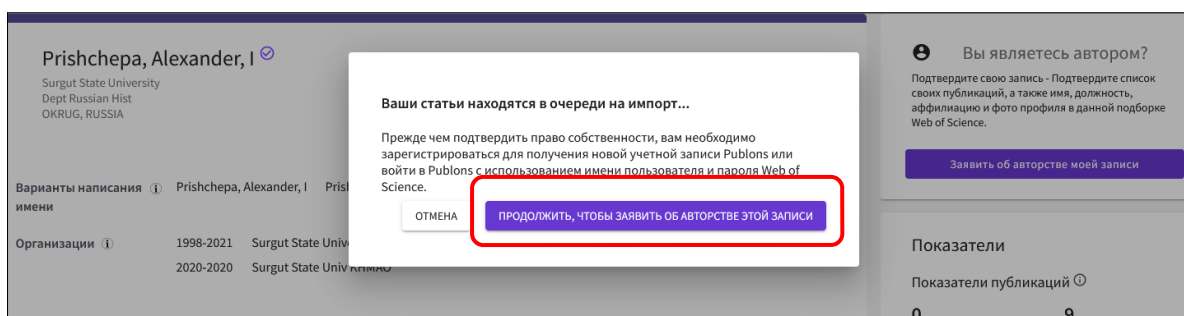 Prishchepa, Alexander, I
Surgut State University
Dept Russian Hist
OKRUG, RUSSIA
Варианты написания
имени
Prishchepa, Alexander, I
Организации
1998-2021 Surgut State
2020-2020 Surgut State Univ
Ваши статьи находятся в очереди на импорт...
Прежде чем подтвердить право собственности, вам необходимо
зарегистрироваться для получения новой учетной записи Publons или
войти в Publons с использованием имени пользователя и пароля Web of
Science.
ОТМЕНА
ПРОДОЛЖИТЬ, ЧТОБЫ ЗАЯВИТЬ ОБ АВТОРСТВЕ ЭТОЙ ЗАПИСИ
Вы являетесь автором?
Подтвердите свою запись - Подтвердите список
своих публикаций, а также имя, должность,
аффилиацию и фото профиля в данной подборке
Web of Science.
Заявить об авторстве моей записи
Показатели
Показатели публикаций